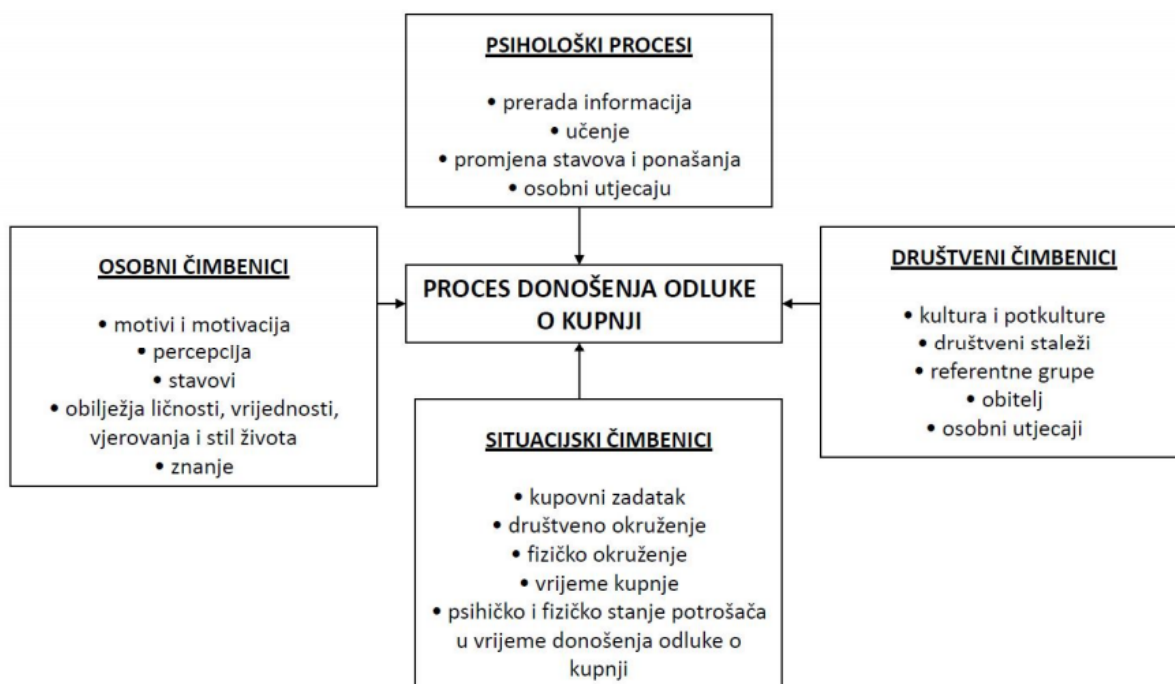 PSIHOLOŠKI PROCESI
• prerada informacija
• učenje
• promjena stavova i ponašanja
• osobni utjecaju
OSOBNI ČIMBENICI
• motivi i motivacija
• percepcija
• stavovi
• obilježja ličnosti, vrijednosti,
vjerovanja i stil života
• znanje
PROCES DONOŠENJA ODLUKE
O KUPNJI
DRUŠTVENI ČIMBENICI
• kultura i potkulture
• društveni staleži
• referentne grupe
• obitelj
• osobni utjecaji
SITUACIJSKI ČIMBENICI
• kupovni zadatak
• društveno okruženje
• fizičko okruženje
• vrijeme kupnje
• psihičko i fizičko stanje potrošača
u vrijeme donošenja odluke o
kupnji